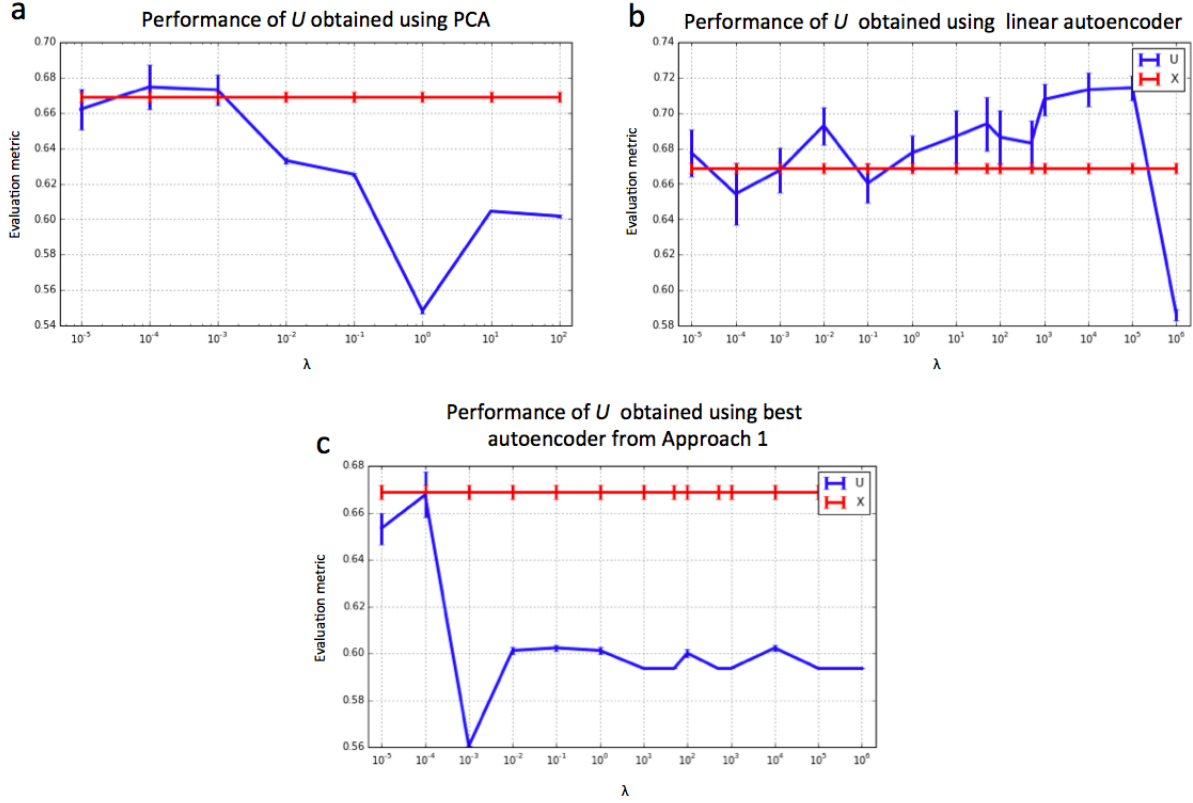 a
Performance of U obtained using PCA
0.70
0.68
0.66
0.64
0.62
0.60
0.58
0.56
0.54
Evaluation metric
10⁻⁵ 10⁻⁴ 10⁻³ 10⁻² 10⁻¹ 10⁰ 10¹ 10²
λ
b
Performance of U obtained using linear autoencoder
0.74
0.72
0.70
0.68
0.66
0.64
0.62
0.60
0.58
Evaluation metric
U
X
10⁻⁵ 10⁻⁴ 10⁻³ 10⁻² 10⁻¹ 10⁰ 10¹ 10² 10³ 10⁴ 10⁵ 10⁶
λ
c
Performance of U obtained using best
autoencoder from Approach 1
0.68
0.66
0.64
0.62
0.60
0.58
0.56
Evaluation metric
U
X
10⁻⁵ 10⁻⁴ 10⁻³ 10⁻² 10⁻¹ 10⁰ 10¹ 10² 10³ 10⁴ 10⁵ 10⁶
λ